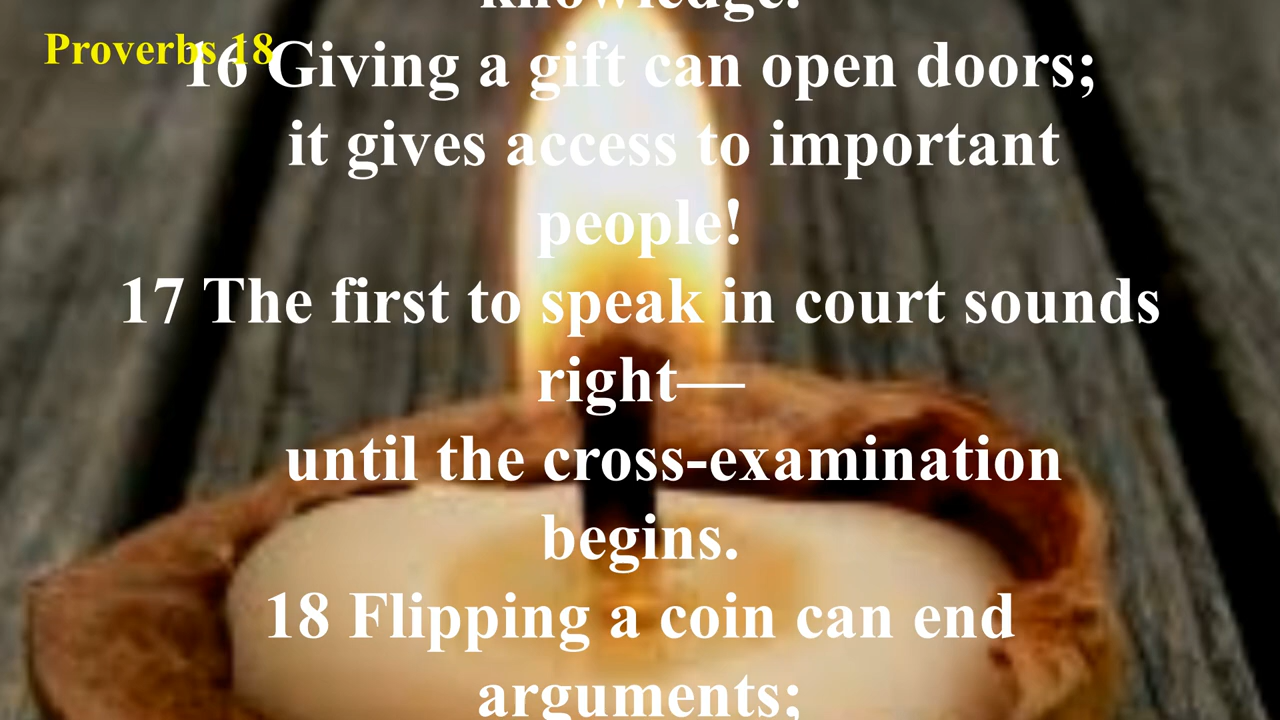 knowledge.
Proverbs 18
16 Giving a gift can open doors;
it gives access to important
people!
17 The first to speak in court sounds
right—
until the cross-examination
begins.
18 Flipping a coin can end
arguments;